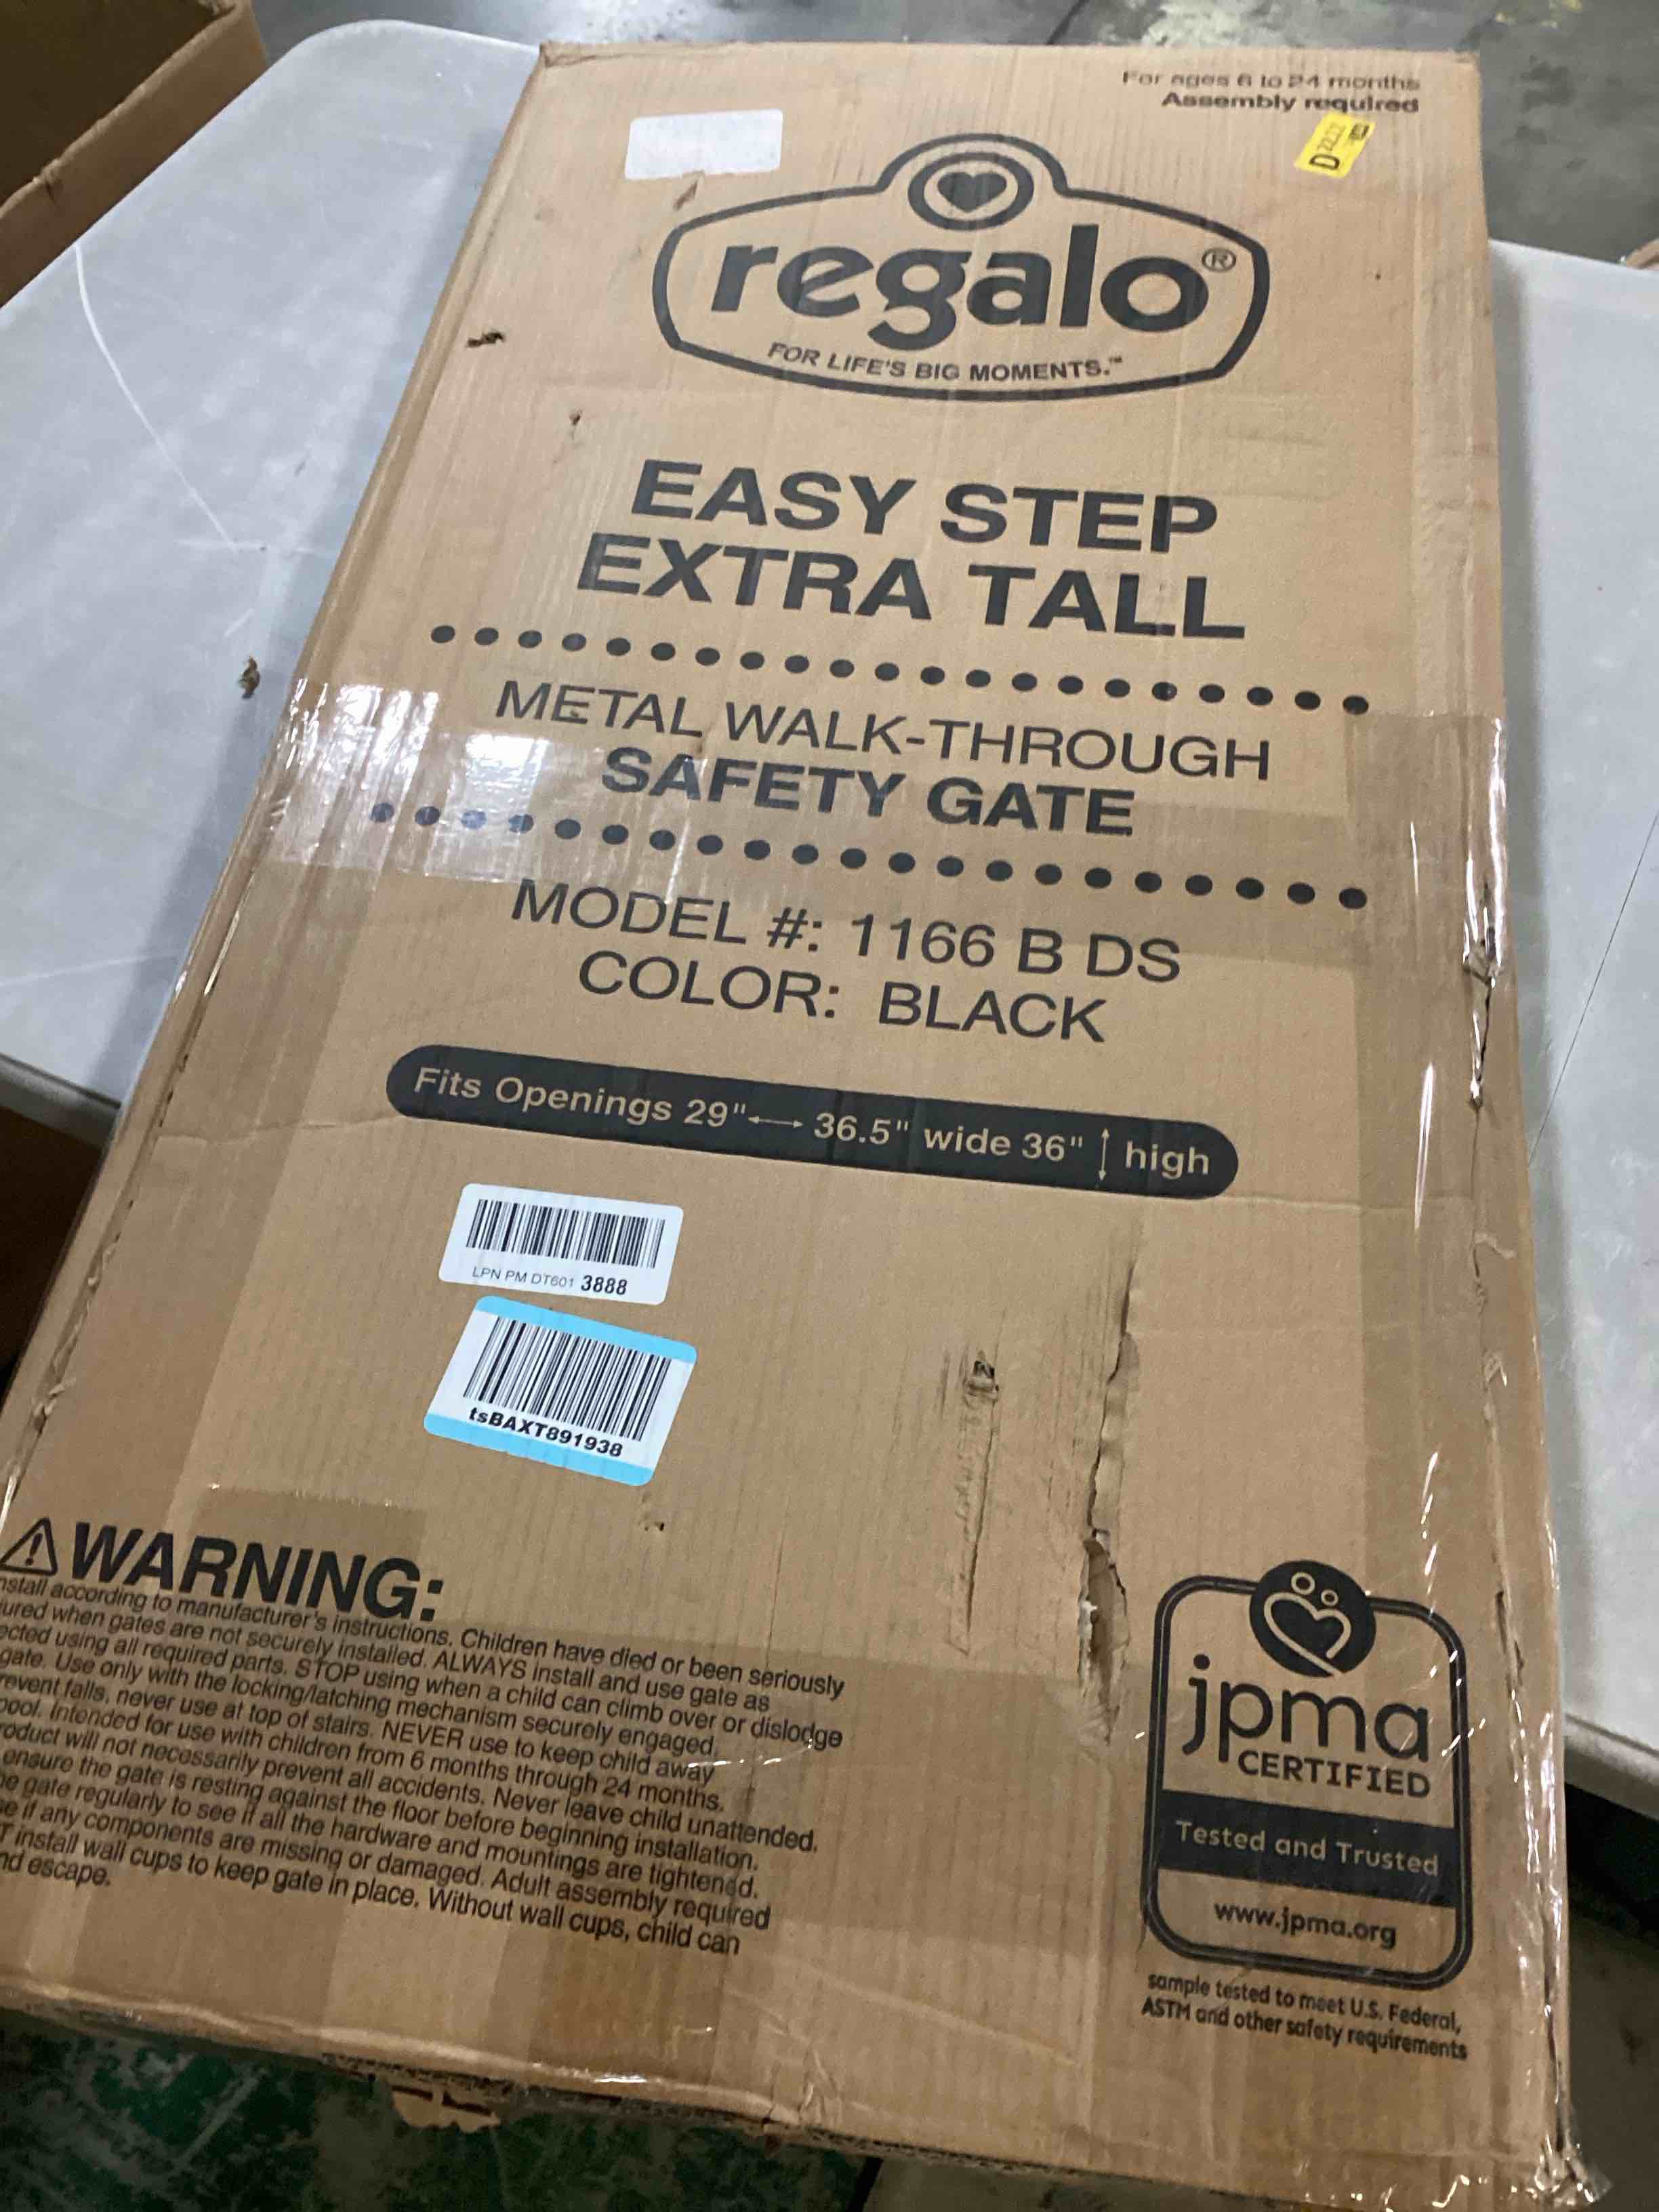 For ages 6 to 24 months
Assembly required
D
regalo®
FOR LIFE'S BIG MOMENTS.™
EASY STEP
EXTRA TALL
METAL WALK-THROUGH
SAFETY GATE
MODEL #: 1166 B DS
COLOR: BLACK
Fits Openings 29" ↔ 36.5" wide 36" ↕ high
LPN PM DT601 3888
tsBAXT891938
⚠ WARNING:
install according to manufacturer's instructions. Children have died or been seriously
when gates are not securely installed. ALWAYS install and use gate as
using all required parts. STOP using when a child can climb over or dislodge
gate. Use only with the locking/latching mechanism securely engaged.
prevent falls, never use at top of stairs. NEVER use to keep child away
pool. Intended for use with children from 6 months through 24 months.
product will not necessarily prevent all accidents. Never leave child unattended.
ensure the gate is resting against the floor before beginning installation.
gate regularly to see if all the hardware and mountings are tightened.
if any components are missing or damaged. Adult assembly required
install wall cups to keep gate in place. Without wall cups, child can
escape.
jpma
CERTIFIED
Tested and Trusted
www.jpma.org
sample tested to meet U.S. Federal,
ASTM and other safety requirements